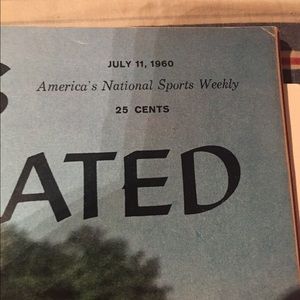 JULY 11, 1960
S
America's National Sports Weekly
25 CENTS
ATED